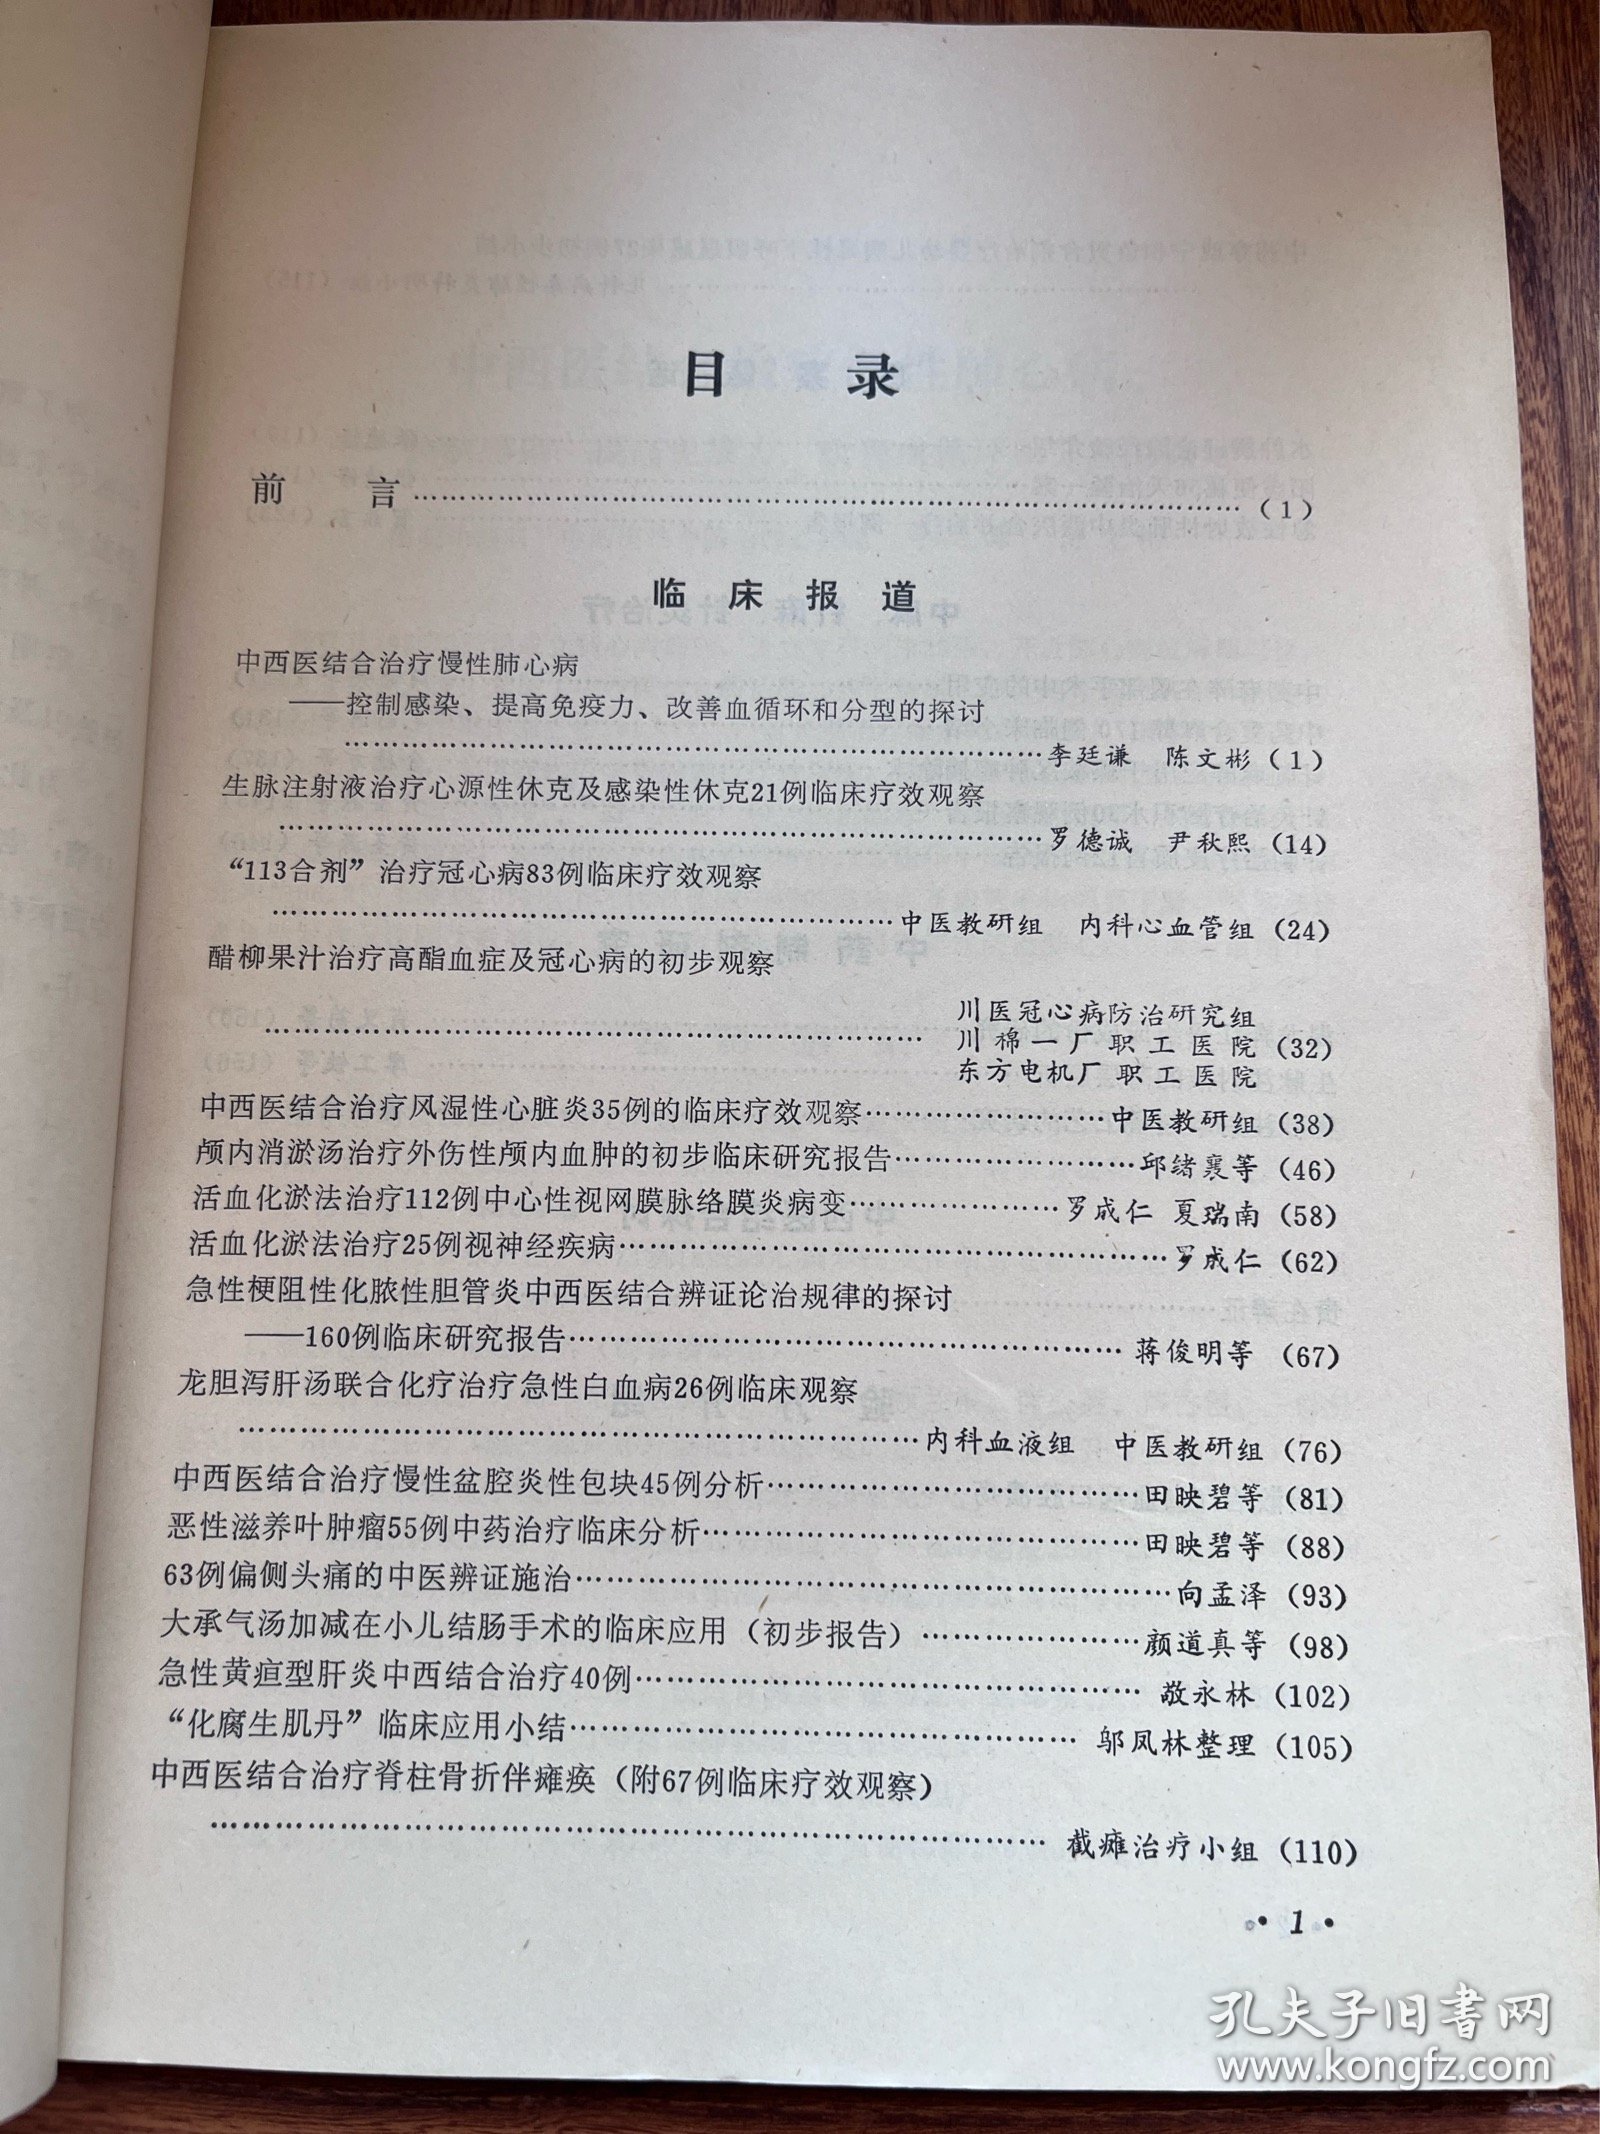 目 录
前 言……………………………………………………………………(1)
临 床 报 道
中西医结合治疗慢性肺心病
——控制感染、提高免疫力、改善血循环和分型的探讨
……………………………………………………李廷谦 陈文彬(1)
生脉注射液治疗心源性休克及感染性休克21例临床疗效观察
……………………………………………………罗德诚 尹秋熙(14)
“113合剂”治疗冠心病83例临床疗效观察
………………………………………………中医教研组 内科心血管组(24)
醋柳果汁治疗高酯血症及冠心病的初步观察
川医冠心病防治研究组
………………………………………………川棉一厂职工医院(32)
东方电机厂职工医院
中西医结合治疗风湿性心脏炎35例的临床疗效观察……………………中医教研组(38)
颅内消淤汤治疗外伤性颅内血肿的初步临床研究报告……………………邱绪襄等(46)
活血化淤法治疗112例中心性视网膜脉络膜炎病变…………………罗成仁 夏瑞南(58)
活血化淤法治疗25例视神经疾病………………………………………………罗成仁(62)
急性梗阻性化脓性胆管炎中西医结合辨证论治规律的探讨
——160例临床研究报告………………………………………………蒋俊明等(67)
龙胆泻肝汤联合化疗治疗急性白血病26例临床观察
……………………………………………………内科血液组 中医教研组(76)
中西医结合治疗慢性盆腔炎性包块45例分析………………………………田映碧等(81)
恶性滋养叶肿瘤55例中药治疗临床分析……………………………………田映碧等(88)
63例偏侧头痛的中医辨证施治…………………………………………………向孟泽(93)
大承气汤加减在小儿结肠手术的临床应用(初步报告)…………………颜道真等(98)
急性黄疸型肝炎中西结合治疗40例…………………………………………敬永林(102)
“化腐生肌丹”临床应用小结……………………………………………邬凤林整理(105)
中西医结合治疗脊柱骨折伴瘫痪(附67例临床疗效观察)
………………………………………………………………截瘫治疗小组(110)
• 1 •
孔夫子旧书网
www.kongfz.com